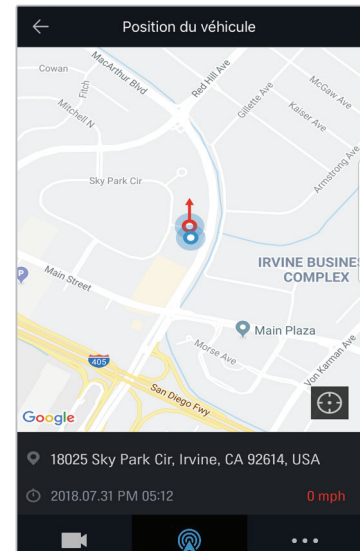 Position du véhicule
Cowan
MacArthur Blvd
Red Hill Ave
Fitch
Mitchell N
Gillette Ave
McGaw Ave
Kaiser Ave
Armstrong Ave
Sky Park Cir
IRVINE BUSINES
COMPLEX
P
Main Street
Main Plaza
Morse Ave
Von Karman Ave
405
San Diego Fwy
Google
18025 Sky Park Cir, Irvine, CA 92614, USA
2018.07.31 PM 05:12
0 mph